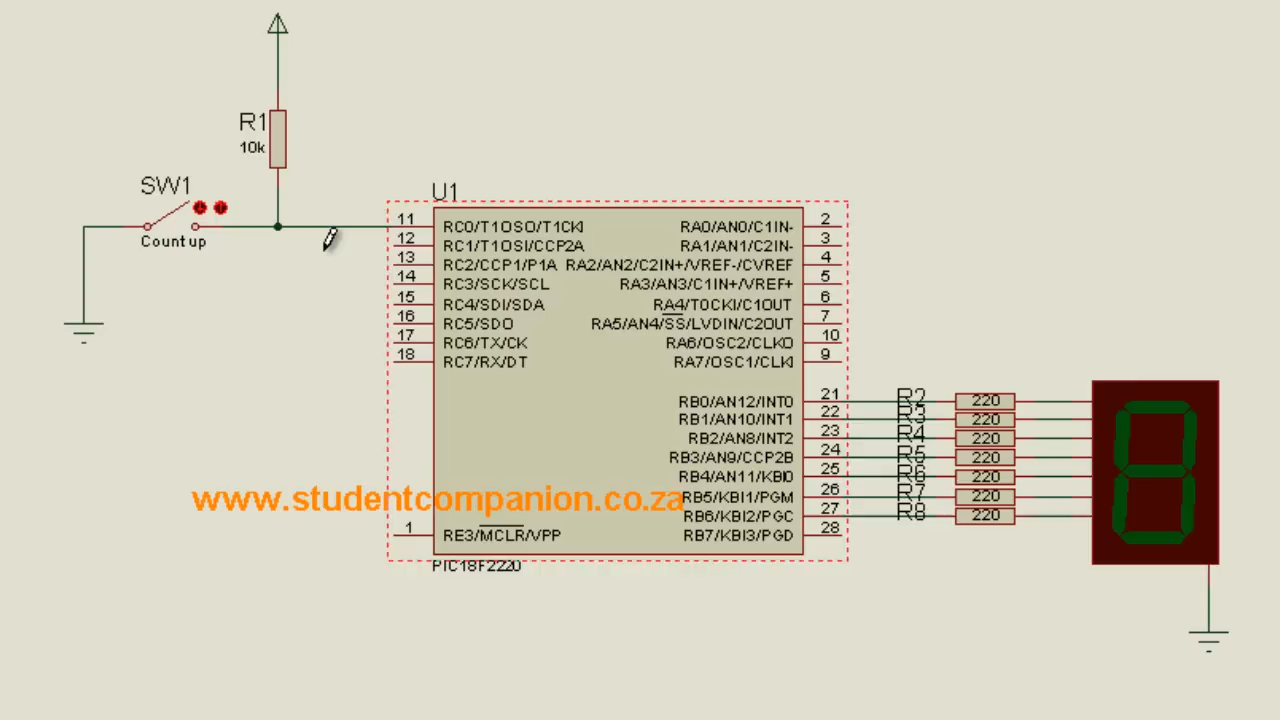 R1
10k
SW1
Count up
U1
11 RC0/T1OSO/T1CKI
12 RC1/T1OSI/CCP2A
13 RC2/CCP1/P1A
14 RC3/SCK/SCL
15 RC4/SDI/SDA
16 RC5/SDO
17 RC6/TX/CK
18 RC7/RX/DT
1 RE3/MCLR/VPP
RA0/AN0/C1IN- 2
RA1/AN1/C2IN- 3
RA2/AN2/C2IN+/VREF-/CVREF 4
RA3/AN3/C1IN+/VREF+ 5
RA4/T0CKI/C1OUT 6
RA5/AN4/SS/LVDIN/C2OUT 7
RA6/OSC2/CLKO 10
RA7/OSC1/CLKI 9
RB0/AN12/INT0 21
RB1/AN10/INT1 22
RB2/AN8/INT2 23
RB3/AN9/CCP2B 24
RB4/AN11/KBI0 25
RB5/KBI1/PGM 26
RB6/KBI2/PGC 27
RB7/KBI3/PGD 28
PIC18F2220
R2 220
R3 220
R4 220
R5 220
R6 220
R7 220
R8 220
www.studentcompanion.co.za